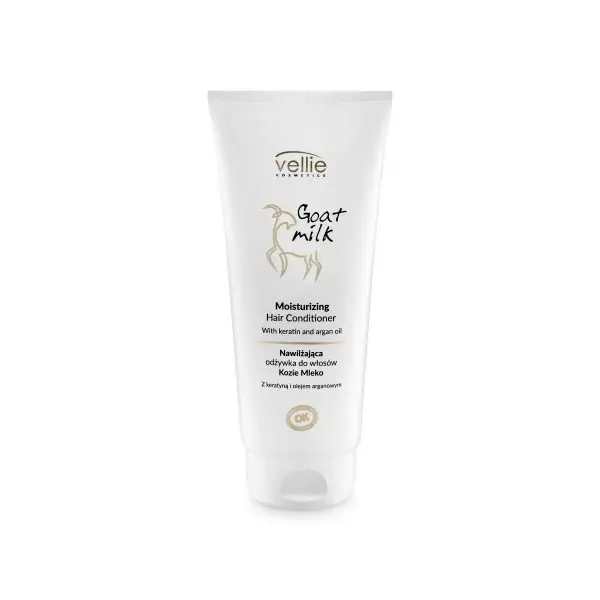 vellie
COSMETICS
Goat
milk
Moisturizing
Hair Conditioner
With keratin and argan oil
Nawilżająca
odżywka do włosów
Kozie Mleko
Z keratyną i olejem arganowym
OK